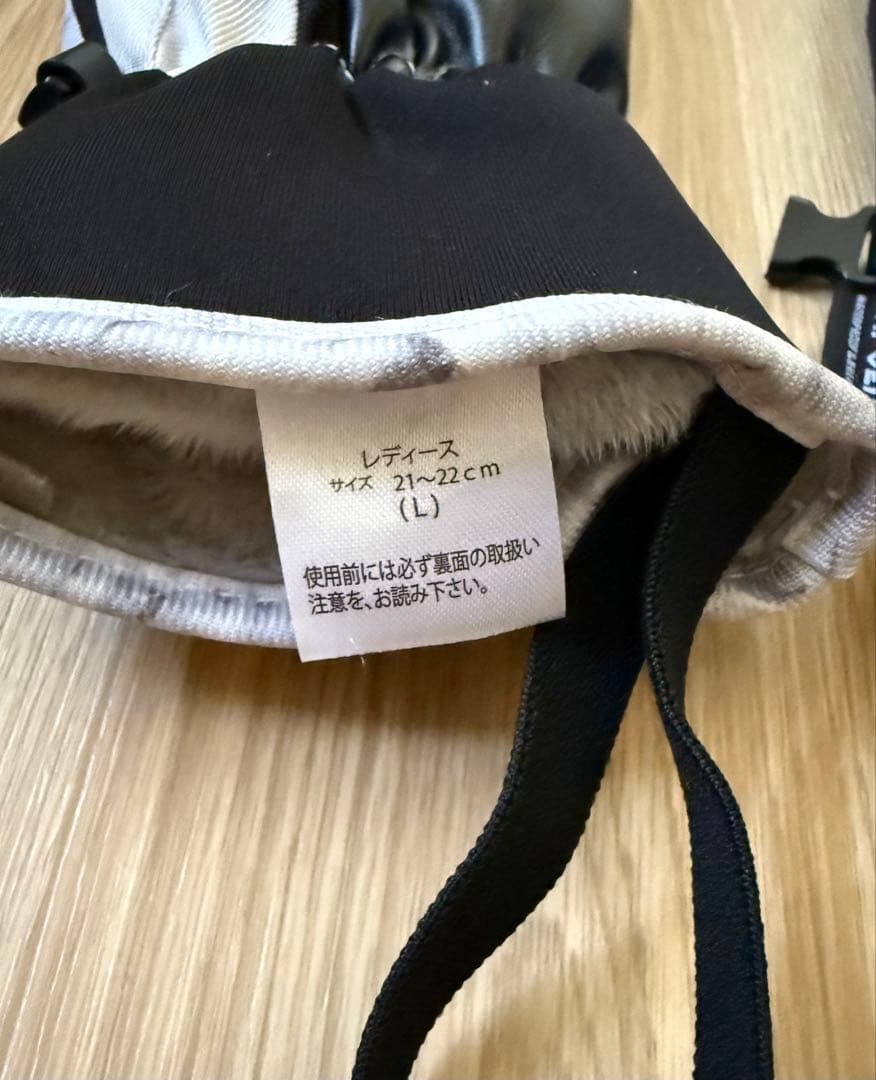 レディース
サイズ 21～22cm
(L)
使用前には必ず裏面の取扱い
注意を、お読み下さい。